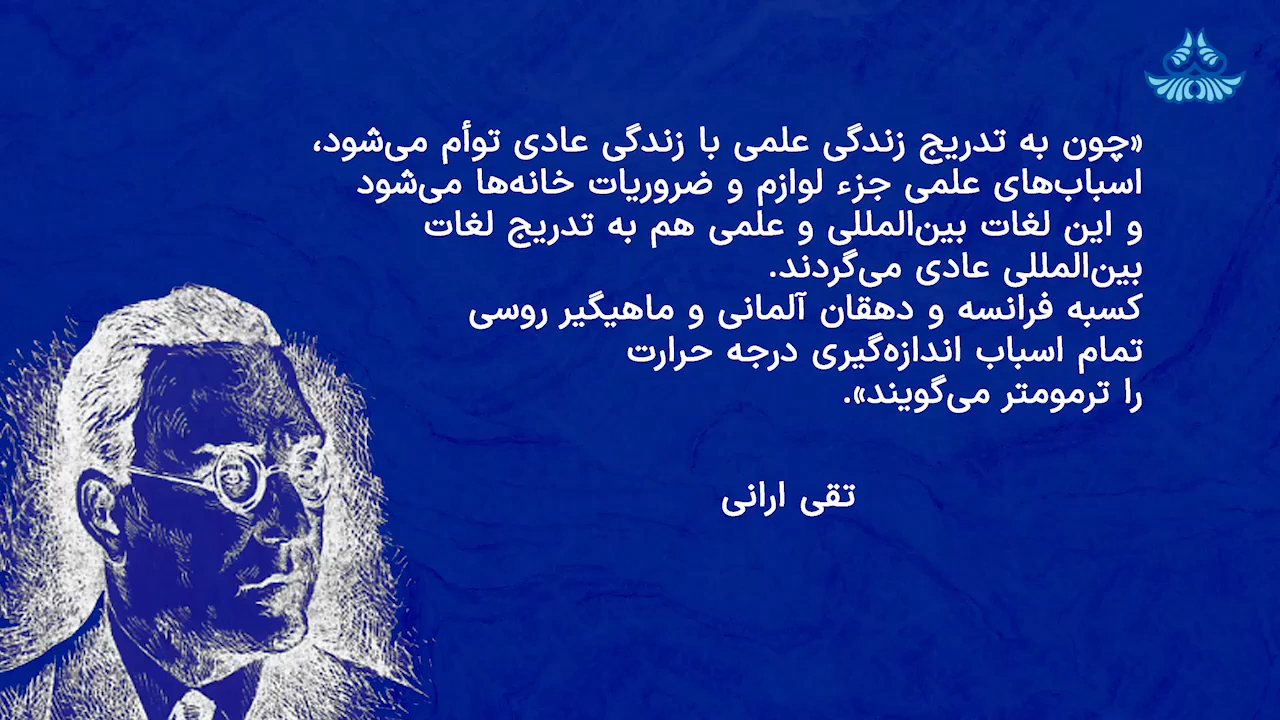 «چون به تدریج زندگی علمی با زندگی عادی توأم می‌شود،
اسباب‌های علمی جزء لوازم و ضروریات خانه‌ها می‌شود
و این لغات بین‌المللی و علمی هم به تدریج لغات
بین‌المللی عادی می‌گردند.
کسبه فرانسه و دهقان آلمانی و ماهیگیر روسی
تمام اسباب اندازه‌گیری درجه حرارت
را ترمومتر می‌گویند».
تقی ارانی